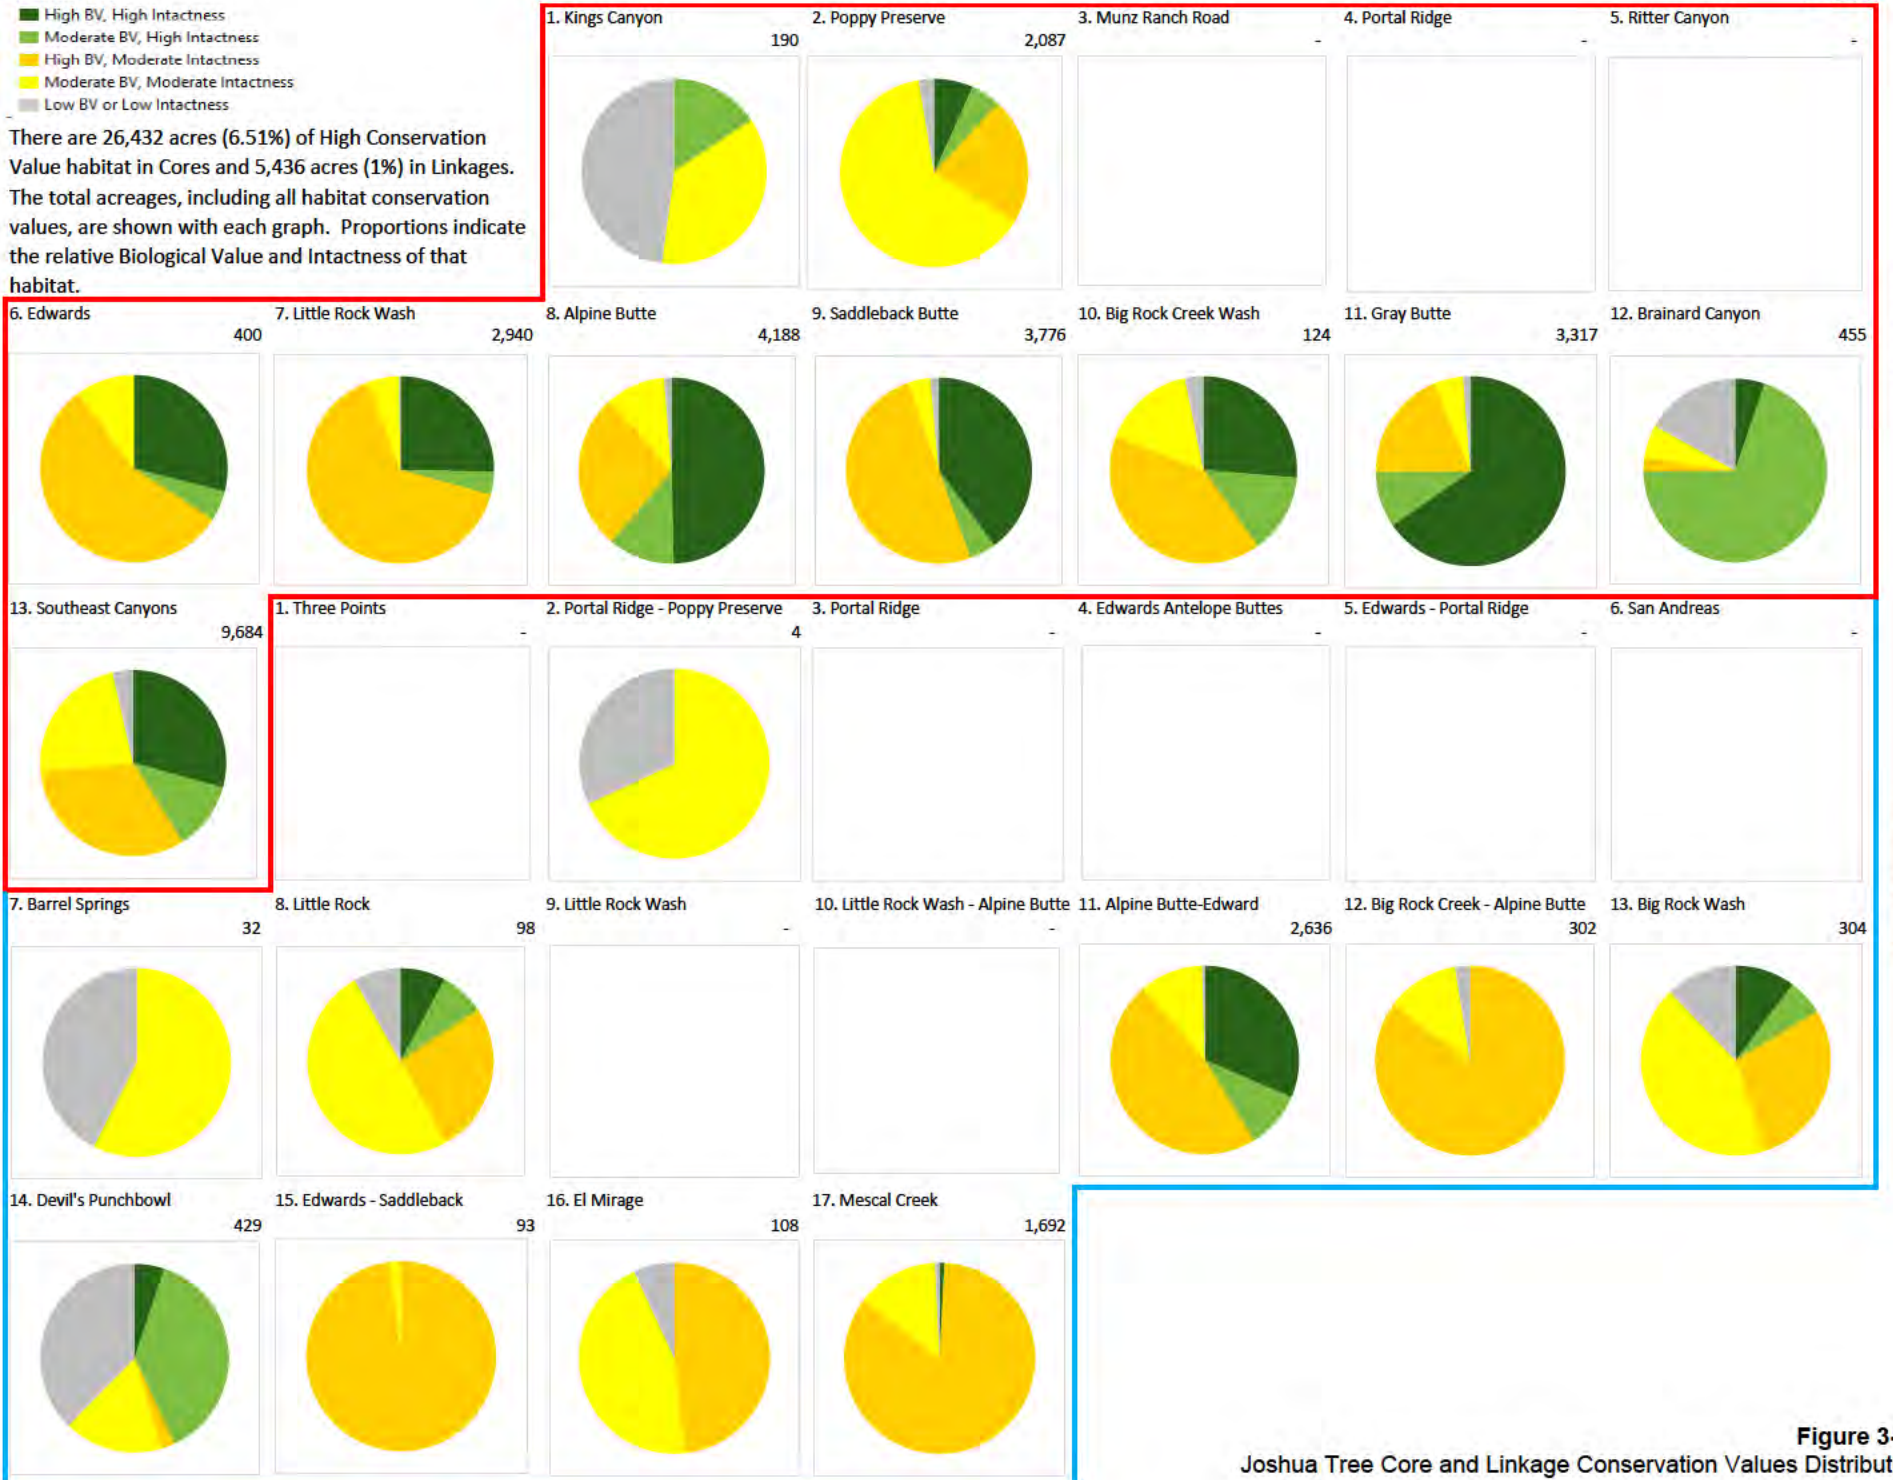 High BV, High Intactness
Moderate BV, High Intactness
High BV, Moderate Intactness
Moderate BV, Moderate Intactness
Low BV or Low Intactness
There are 26,432 acres (6.51%) of High Conservation
Value habitat in Cores and 5,436 acres (1%) in Linkages.
The total acreages, including all habitat conservation
values, are shown with each graph. Proportions indicate
the relative Biological Value and Intactness of that
habitat.
1. Kings Canyon
190
2. Poppy Preserve
2,087
3. Munz Ranch Road
-
4. Portal Ridge
-
5. Ritter Canyon
-
6. Edwards
400
7. Little Rock Wash
2,940
8. Alpine Butte
4,188
9. Saddleback Butte
3,776
10. Big Rock Creek Wash
124
11. Gray Butte
3,317
12. Brainard Canyon
455
13. Southeast Canyons
9,684
1. Three Points
-
2. Portal Ridge - Poppy Preserve
4
3. Portal Ridge
-
4. Edwards Antelope Buttes
-
5. Edwards - Portal Ridge
-
6. San Andreas
-
7. Barrel Springs
32
8. Little Rock
98
9. Little Rock Wash
-
10. Little Rock Wash - Alpine Butte
-
11. Alpine Butte-Edward
2,636
12. Big Rock Creek - Alpine Butte
302
13. Big Rock Wash
304
14. Devil's Punchbowl
429
15. Edwards - Saddleback
93
16. El Mirage
108
17. Mescal Creek
1,692
Figure 3-
Joshua Tree Core and Linkage Conservation Values Distribut